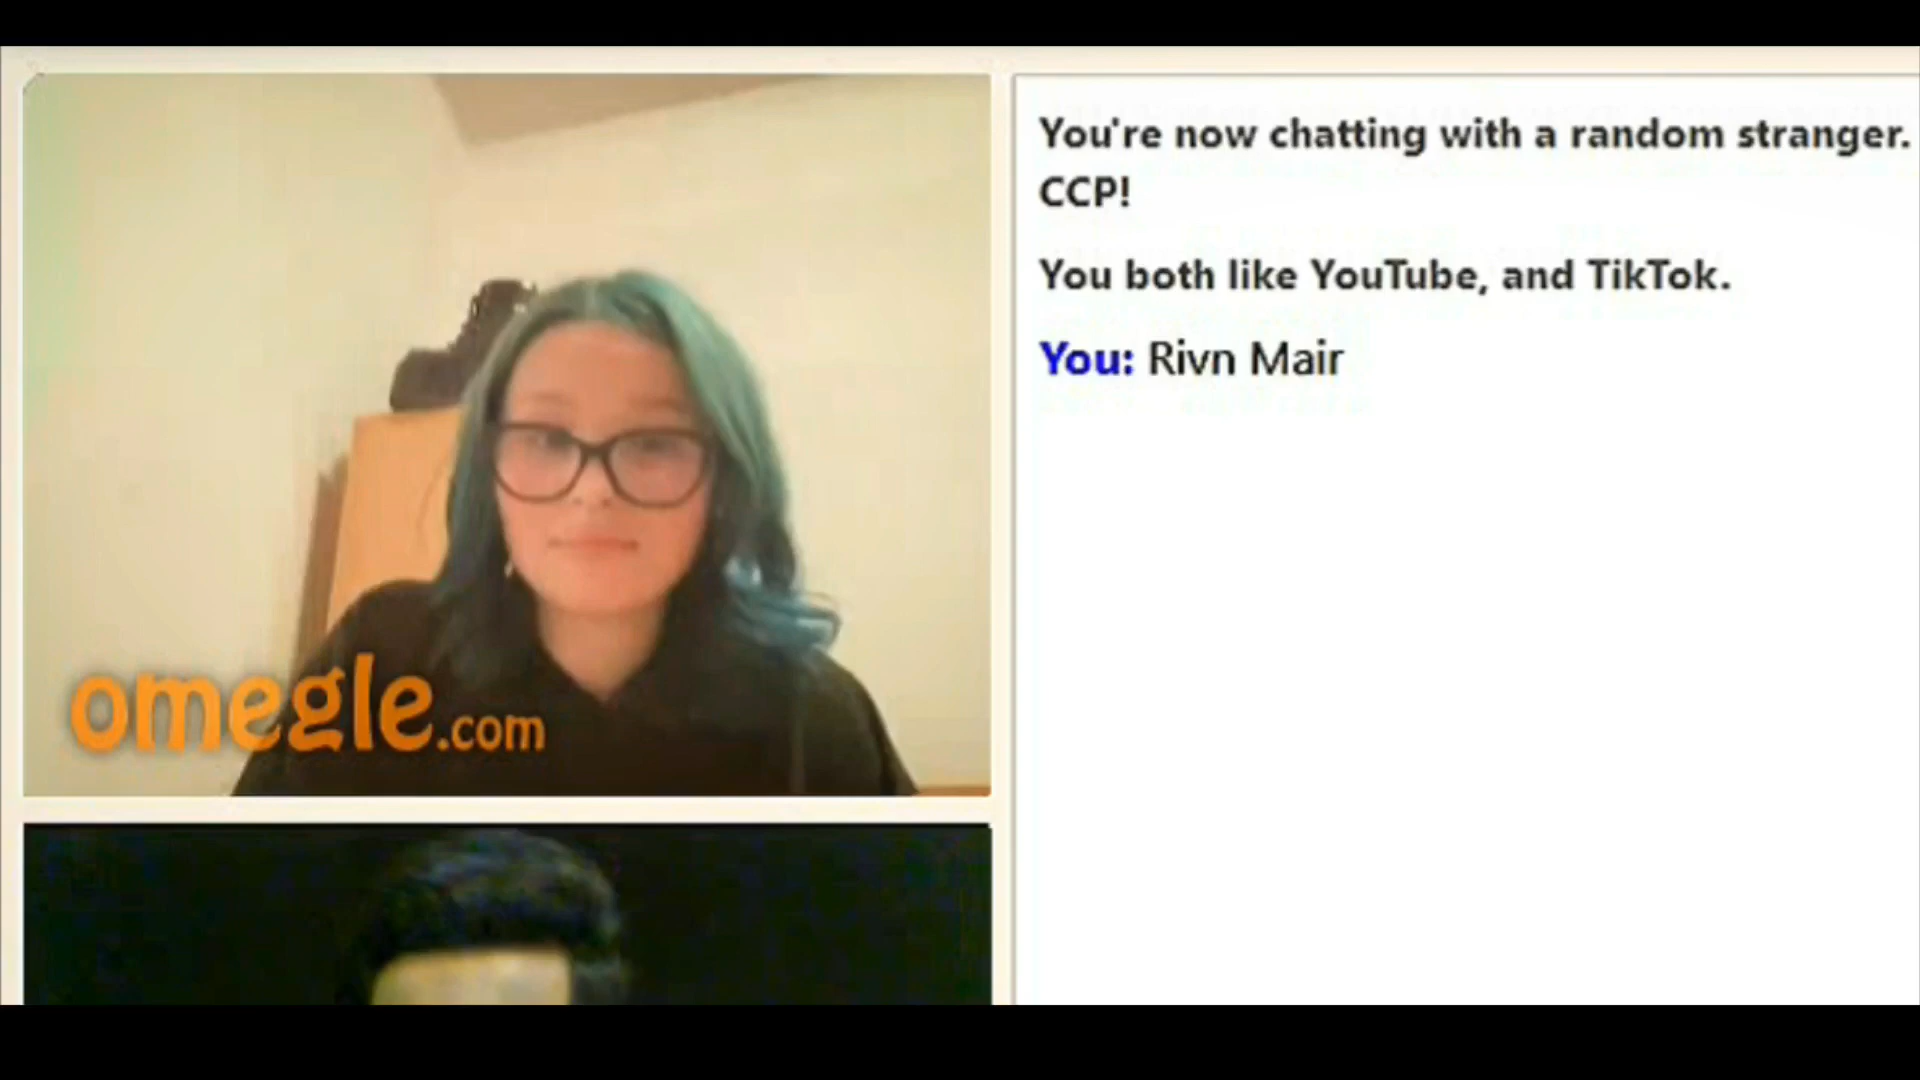 You're now chatting with a random stranger.
CCP!
You both like YouTube, and TikTok.
You: Rivn Mair
omegle.com